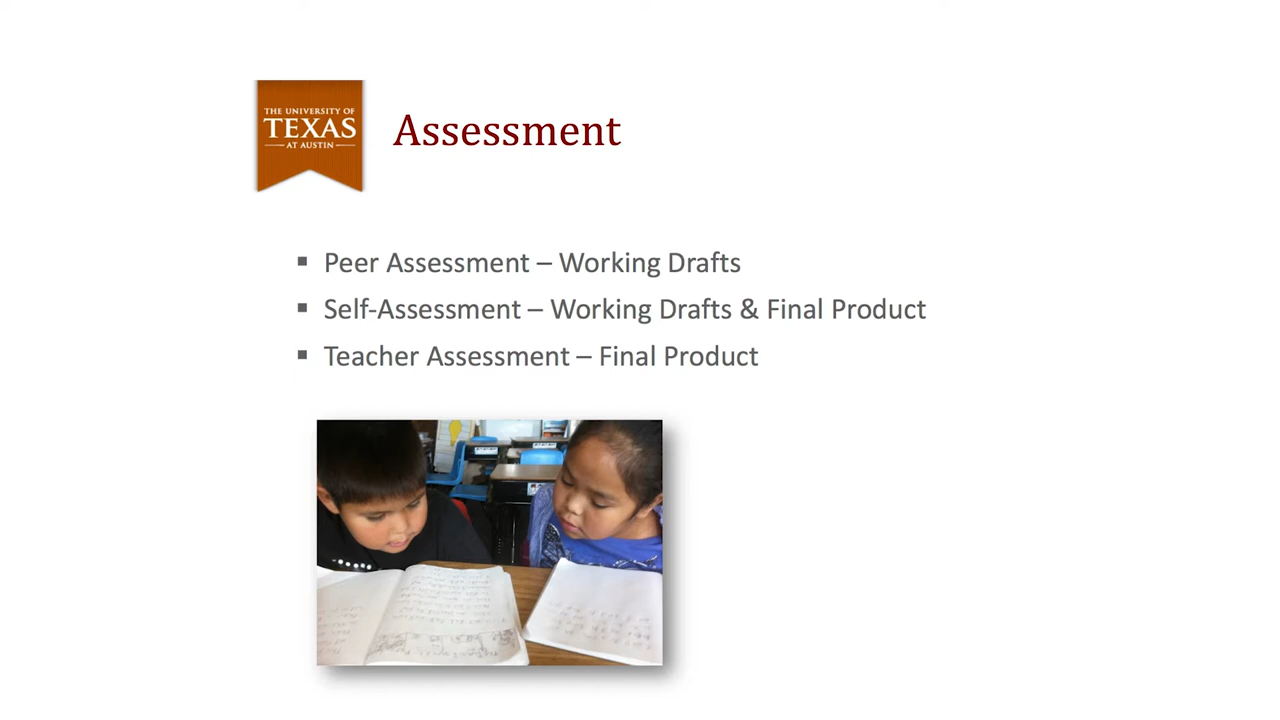 THE UNIVERSITY OF
TEXAS
AT AUSTIN
Assessment
Peer Assessment – Working Drafts
Self-Assessment – Working Drafts & Final Product
Teacher Assessment – Final Product